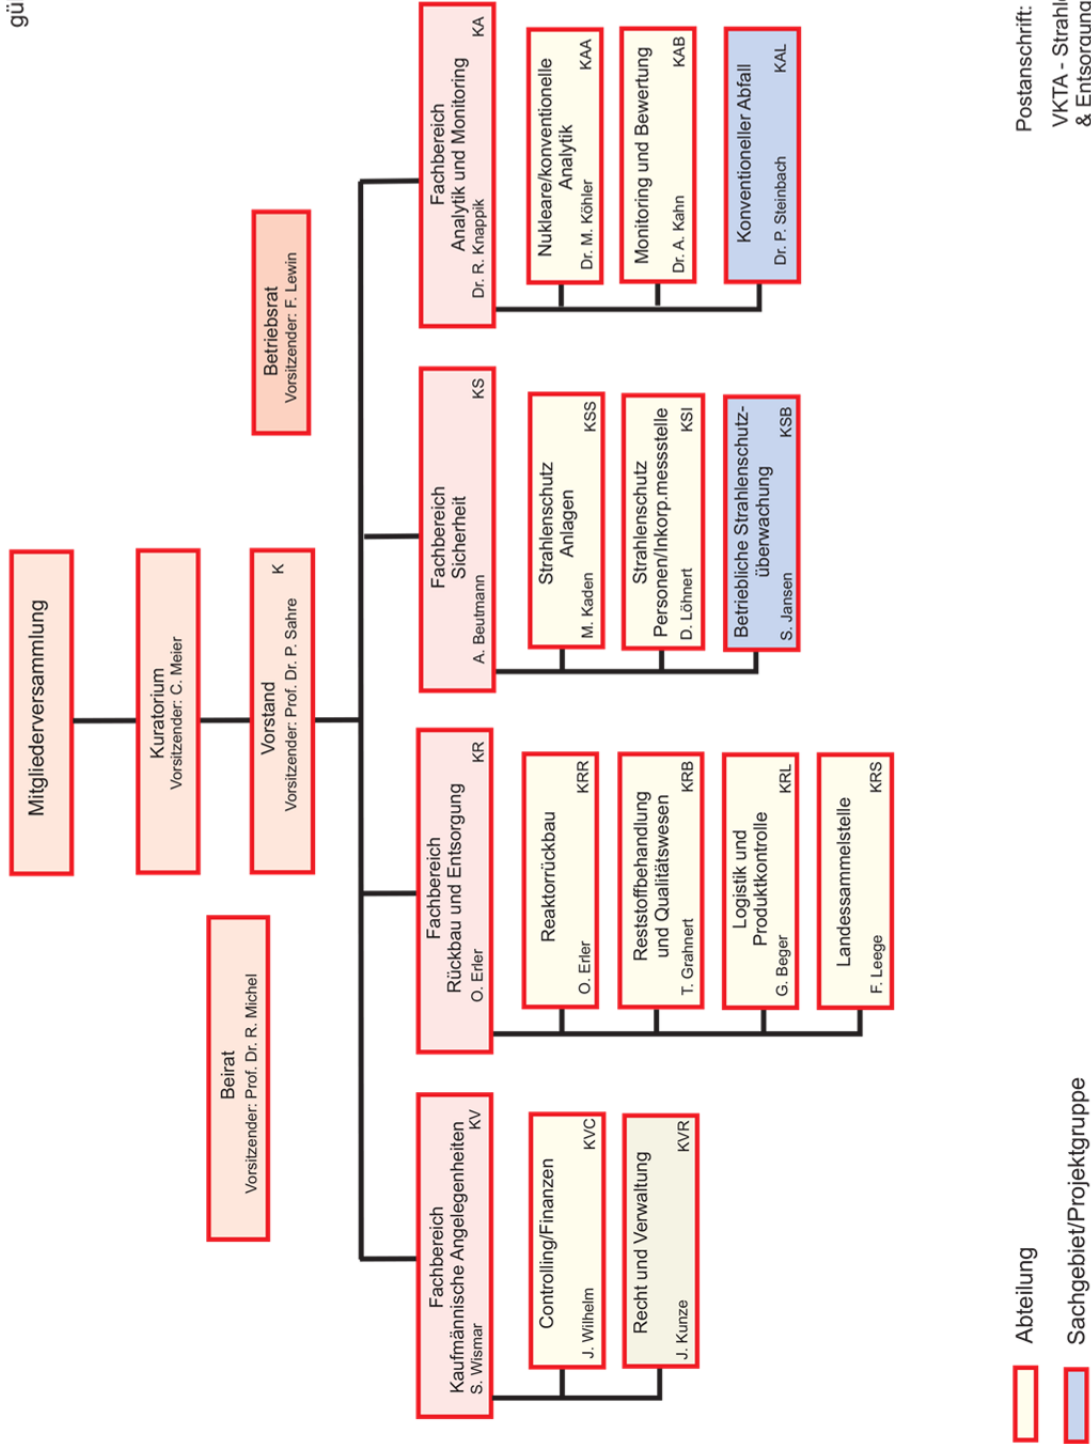 gü
Mitgliederversammlung
Kuratorium
Vorsitzender: C. Meier
Beirat
Vorsitzender: Prof. Dr. R. Michel
Vorstand
K
Vorsitzender: Prof. Dr. P. Sahre
Betriebsrat
Vorsitzender: F. Lewin
Fachbereich
Kaufmännische Angelegenheiten
S. Wismar
KV
Controlling/Finanzen
J. Wilhelm
KVC
Recht und Verwaltung
J. Kunze
KVR
Fachbereich
Rückbau und Entsorgung
O. Erler
KR
Reaktorrückbau
O. Erler
KRR
Reststoffbehandlung
und Qualitätswesen
T. Grahnert
KRB
Logistik und
Produktkontrolle
G. Beger
KRL
Landessammelstelle
F. Leege
KRS
Fachbereich
Sicherheit
A. Beutmann
KS
Strahlenschutz
Anlagen
M. Kaden
KSS
Strahlenschutz
Personen/Inkorp.messstelle
D. Löhnert
KSI
Betriebliche Strahlenschutz-
überwachung
S. Jansen
KSB
Fachbereich
Analytik und Monitoring
Dr. R. Knappik
KA
Nukleare/konventionelle
Analytik
Dr. M. Köhler
KAA
Monitoring und Bewertung
Dr. A. Kahn
KAB
Konventioneller Abfall
Dr. P. Steinbach
KAL
Abteilung
Sachgebiet/Projektgruppe
Postanschrift:
VKTA - Strahle
& Entsorgung